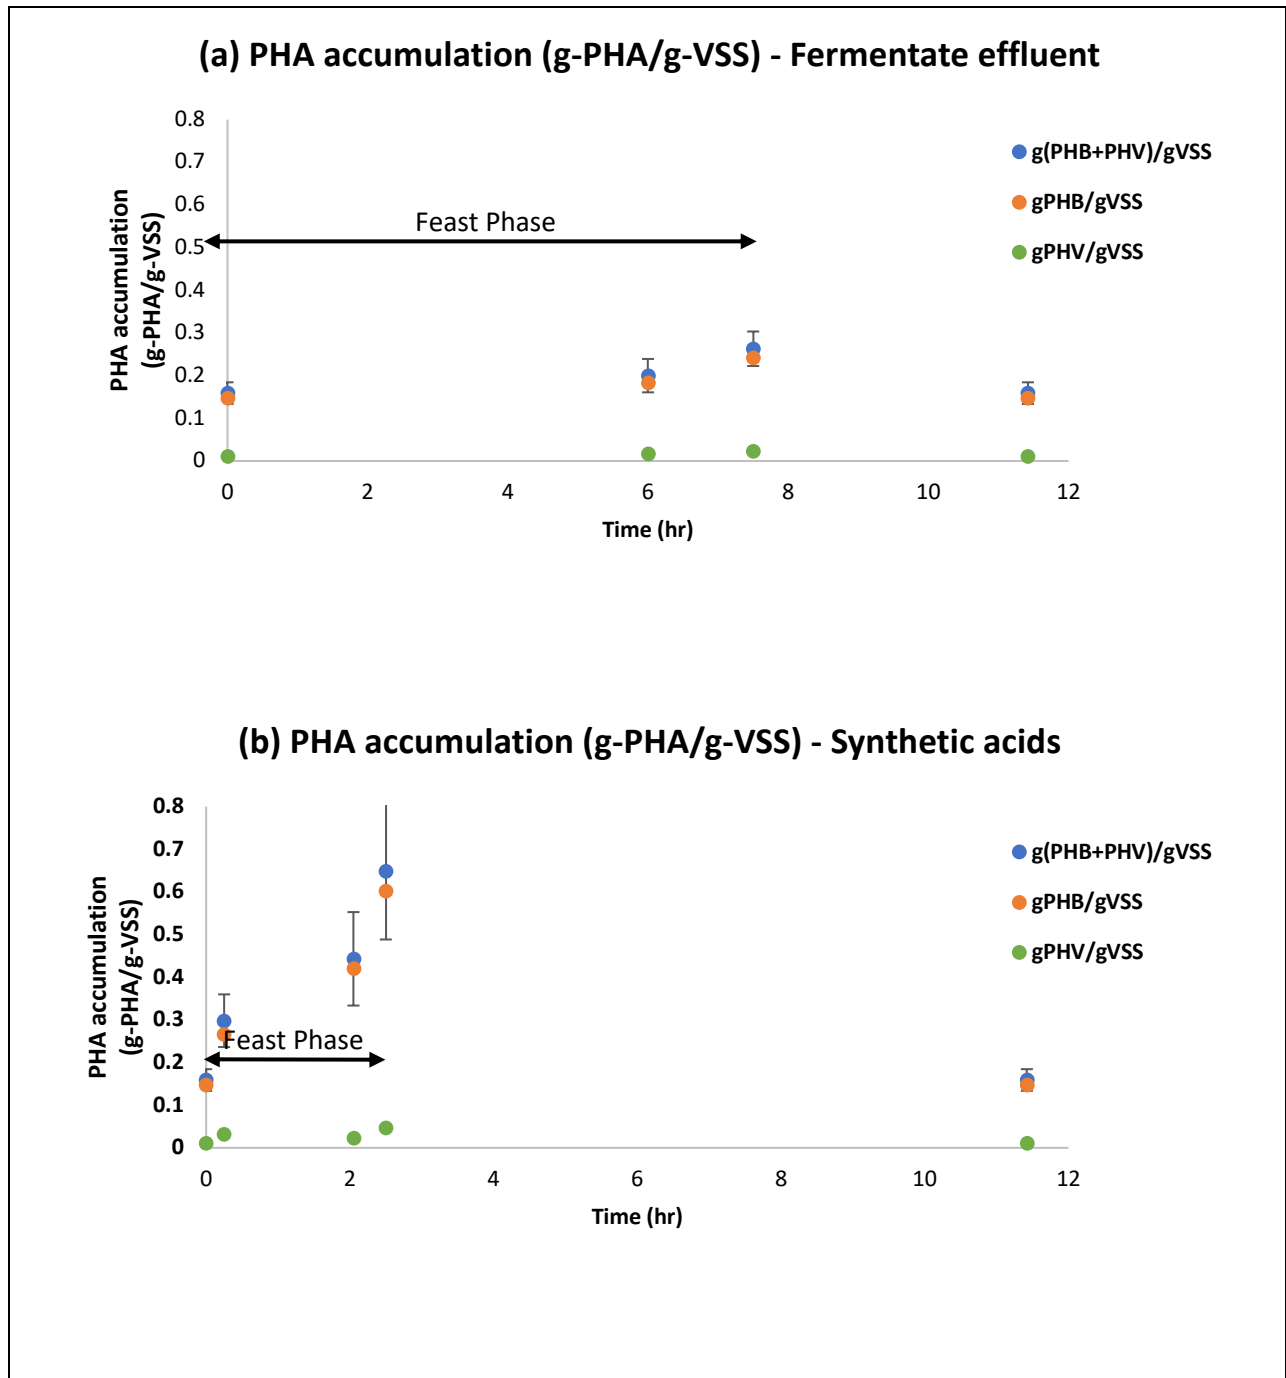 (a) PHA accumulation (g-PHA/g-VSS) - Fermentate effluent
PHA accumulation
(g-PHA/g-VSS)
0.8
0.7
0.6
0.5
0.4
0.3
0.2
0.1
0
Feast Phase
g(PHB+PHV)/gVSS
gPHB/gVSS
gPHV/gVSS
0 2 4 6 8 10 12
Time (hr)
(b) PHA accumulation (g-PHA/g-VSS) - Synthetic acids
PHA accumulation
(g-PHA/g-VSS)
0.8
0.7
0.6
0.5
0.4
0.3
0.2
0.1
0
Feast Phase
g(PHB+PHV)/gVSS
gPHB/gVSS
gPHV/gVSS
0 2 4 6 8 10 12
Time (hr)